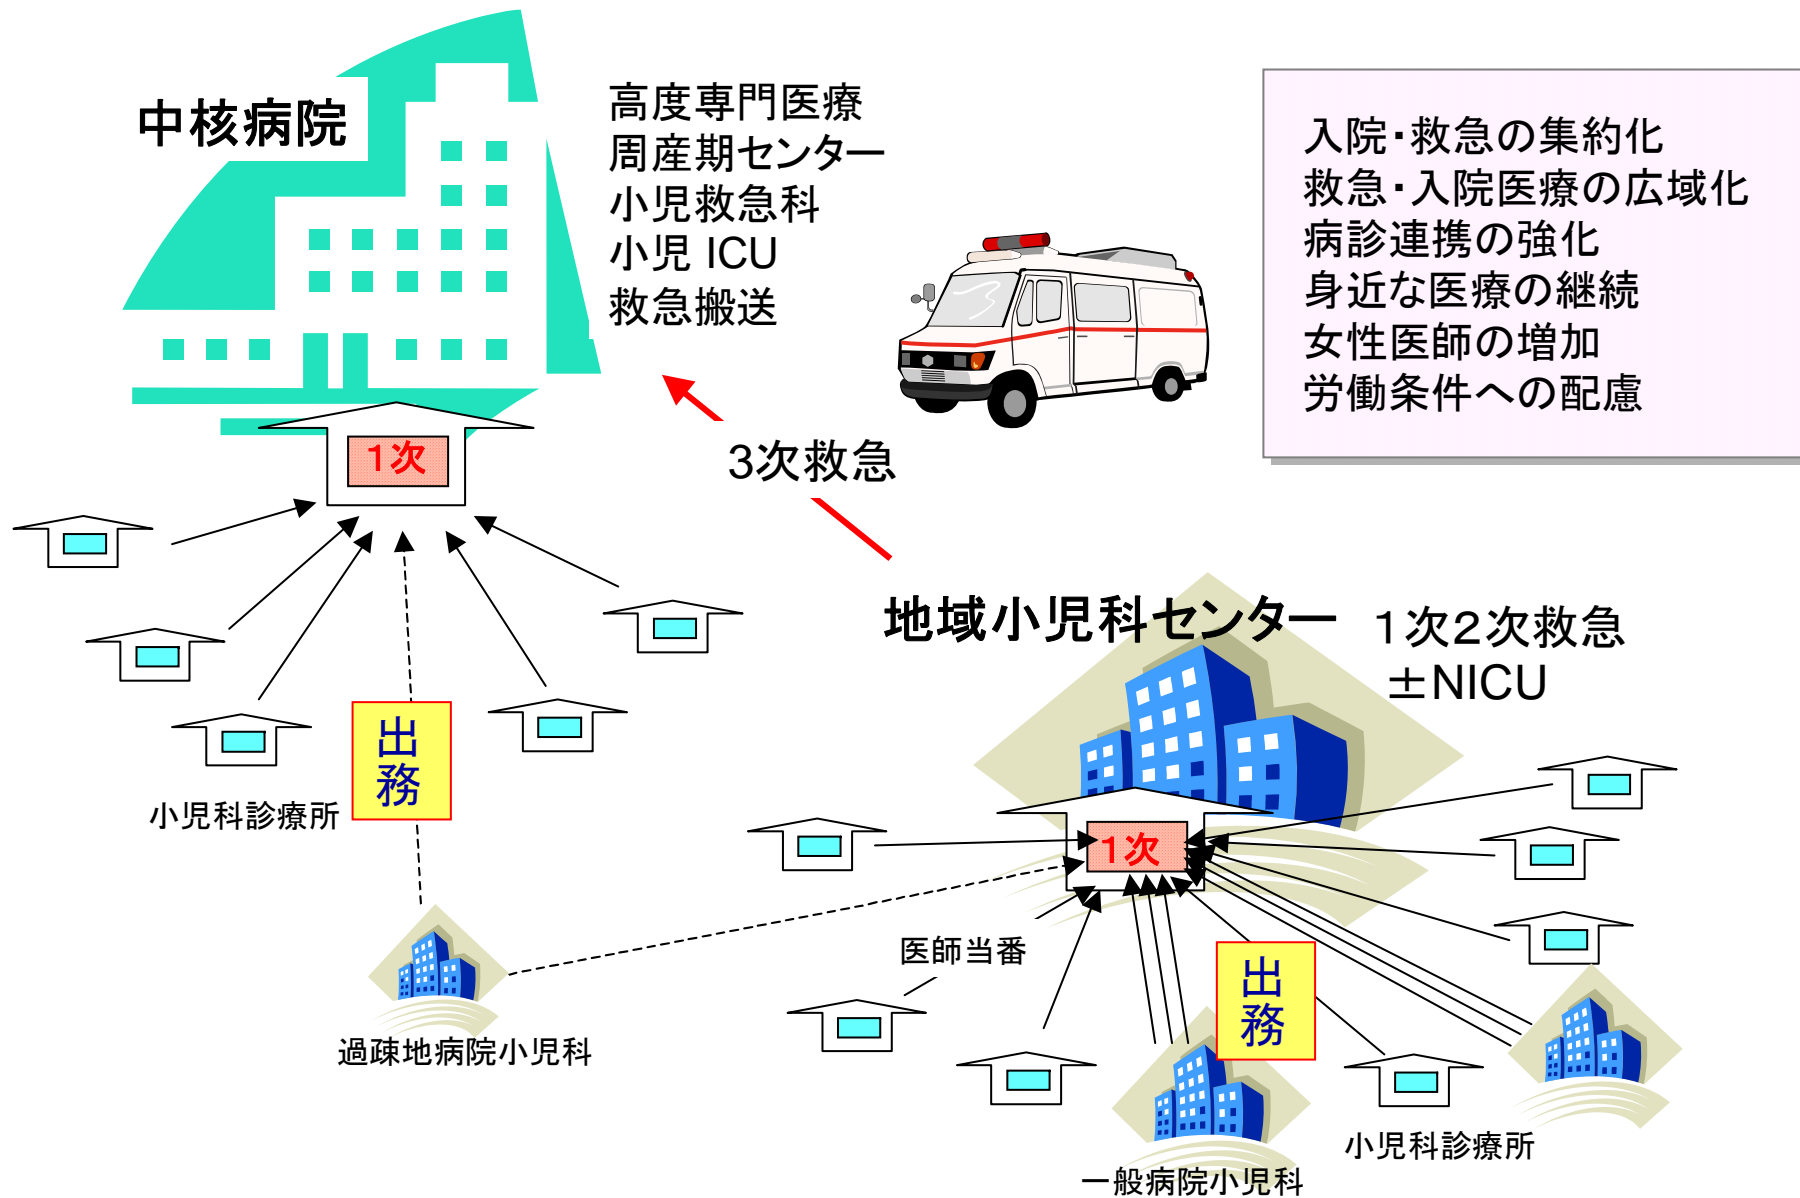 中核病院
高度専門医療
周産期センター
小児救急科
小児 ICU
救急搬送
入院・救急の集約化
救急・入院医療の広域化
病診連携の強化
身近な医療の継続
女性医師の増加
労働条件への配慮
1次
3次救急
地域小児科センター
1次2次救急
±NICU
出務
小児科診療所
1次
医師当番
出務
過疎地病院小児科
小児科診療所
一般病院小児科